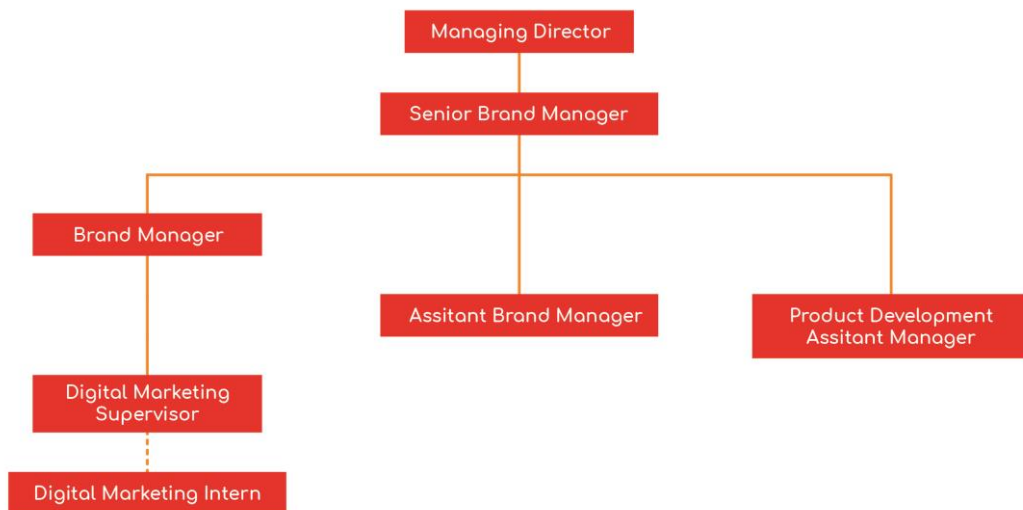 Managing Director
Senior Brand Manager
Brand Manager
Assitant Brand Manager
Product Development
Assitant Manager
Digital Marketing
Supervisor
Digital Marketing Intern